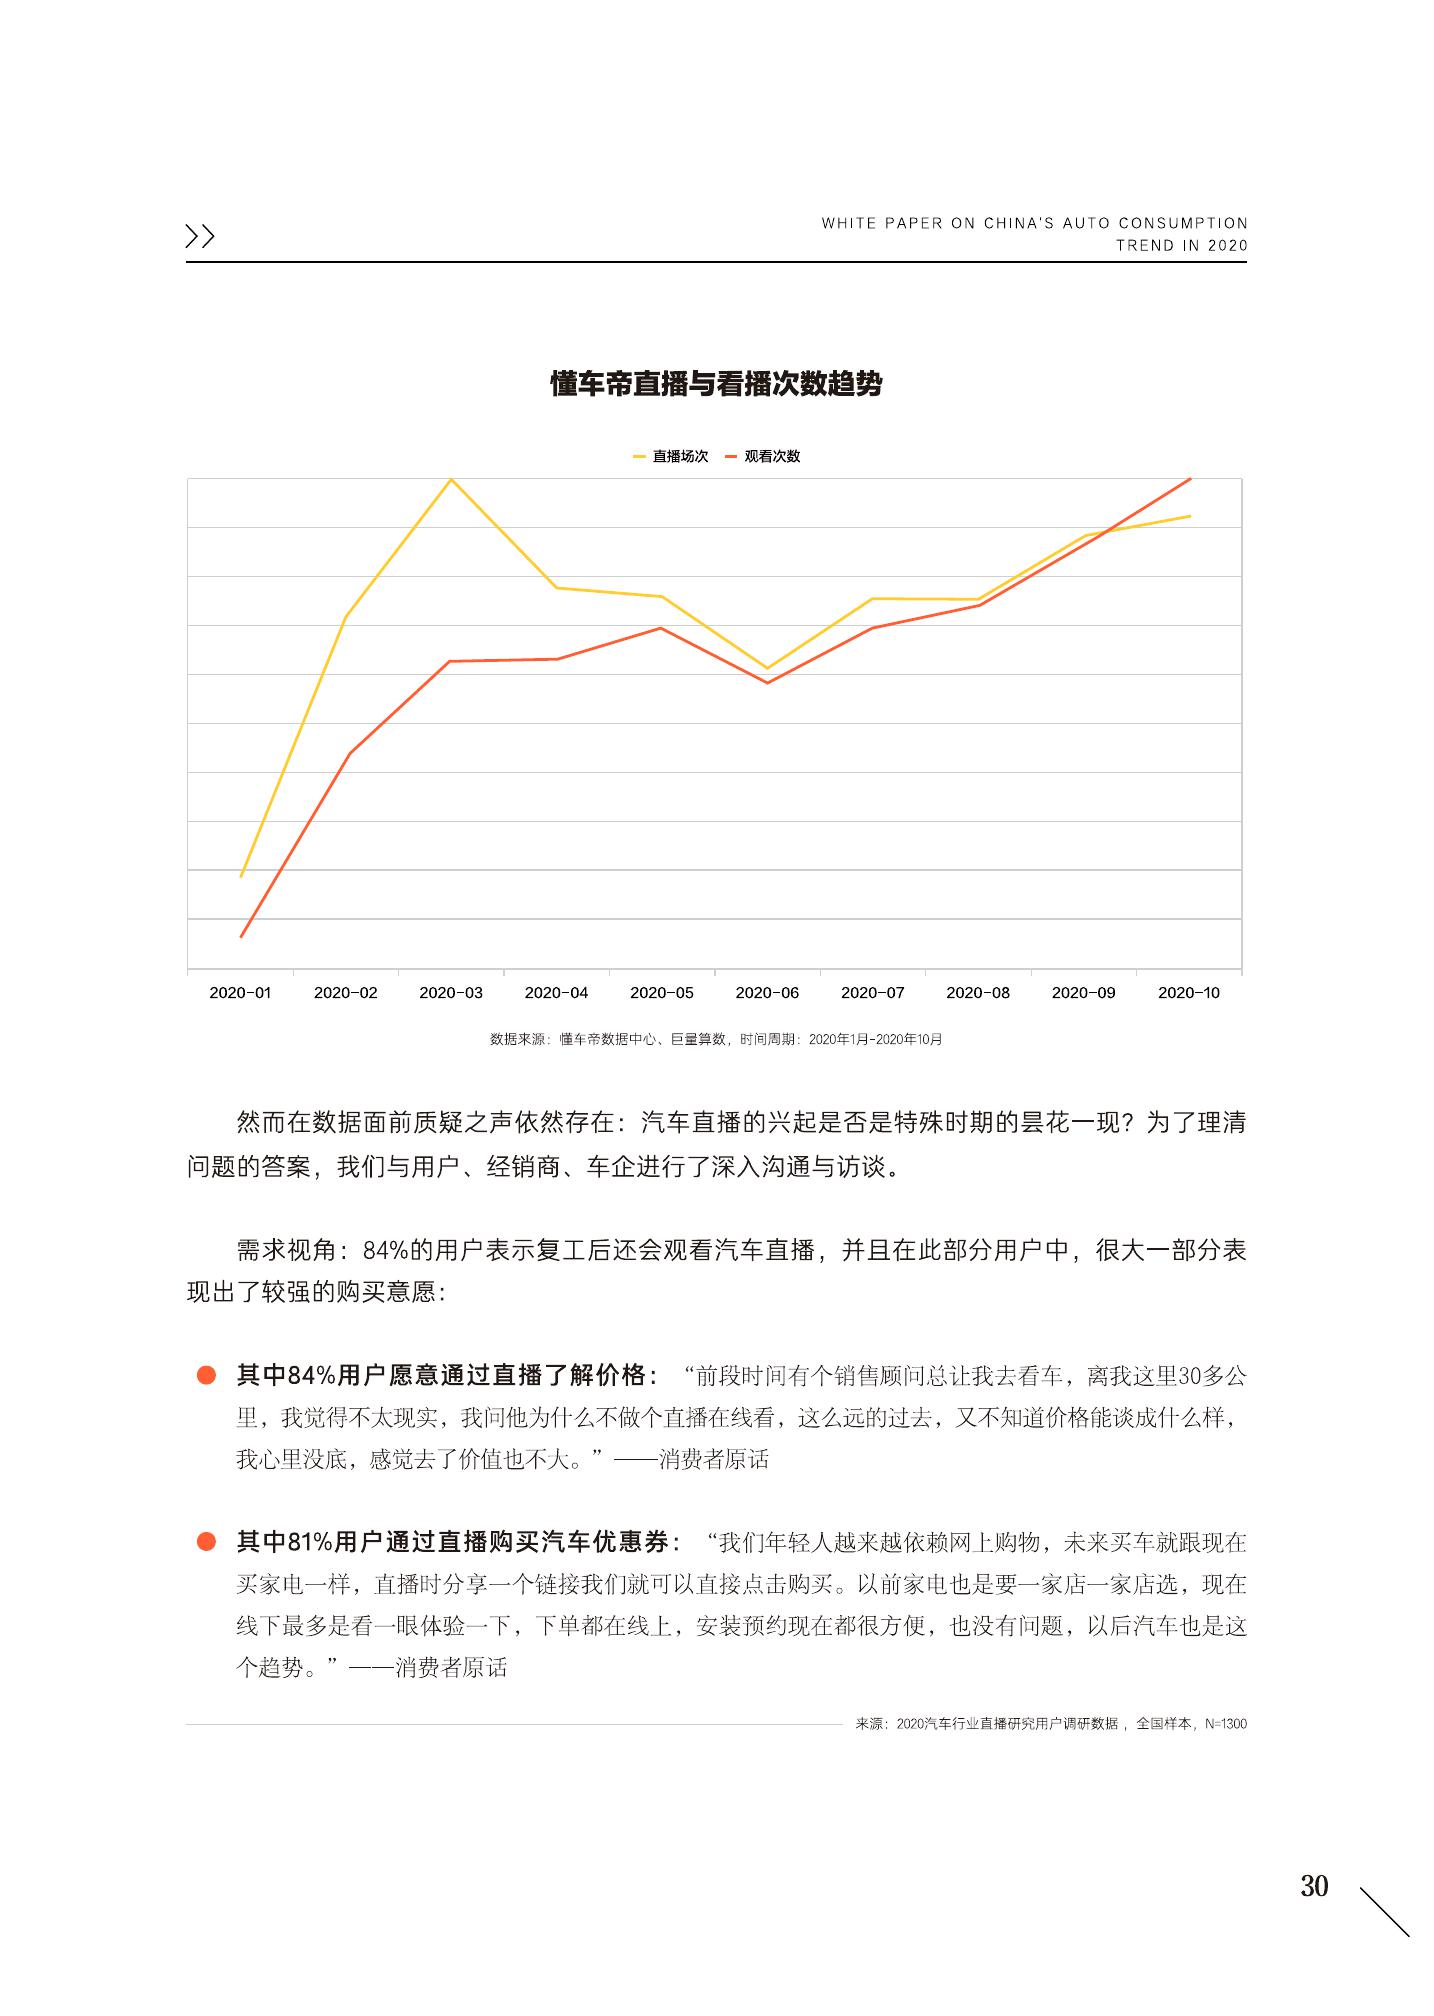 WHITE PAPER ON CHINA'S AUTO CONSUMPTION
TREND IN 2020
懂车帝直播与看播次数趋势
直播场次 观看次数
2020-01 2020-02 2020-03 2020-04 2020-05 2020-06 2020-07 2020-08 2020-09 2020-10
数据来源：懂车帝数据中心、巨量算数，时间周期：2020年1月-2020年10月
然而在数据面前质疑之声依然存在：汽车直播的兴起是否是特殊时期的昙花一现？为了理清
问题的答案，我们与用户、经销商、车企进行了深入沟通与访谈。
需求视角：84%的用户表示复工后还会观看汽车直播，并且在此部分用户中，很大一部分表
现出了较强的购买意愿：
其中84%用户愿意通过直播了解价格：“前段时间有个销售顾问总让我去看车，离我这里30多公
里，我觉得不太现实，我问他为什么不做个直播在线看，这么远的过去，又不知道价格能谈成什么样，
我心里没底，感觉去了价值也不大。”——消费者原话
其中81%用户通过直播购买汽车优惠券：“我们年轻人越来越依赖网上购物，未来买车就跟现在
买家电一样，直播时分享一个链接我们就可以直接点击购买。以前家电也是要一家店一家店选，现在
线下最多是看一眼体验一下，下单都在线上，安装预约现在都很方便，也没有问题，以后汽车也是这
个趋势。”——消费者原话
来源：2020汽车行业直播研究用户调研数据，全国样本，N=1300
30